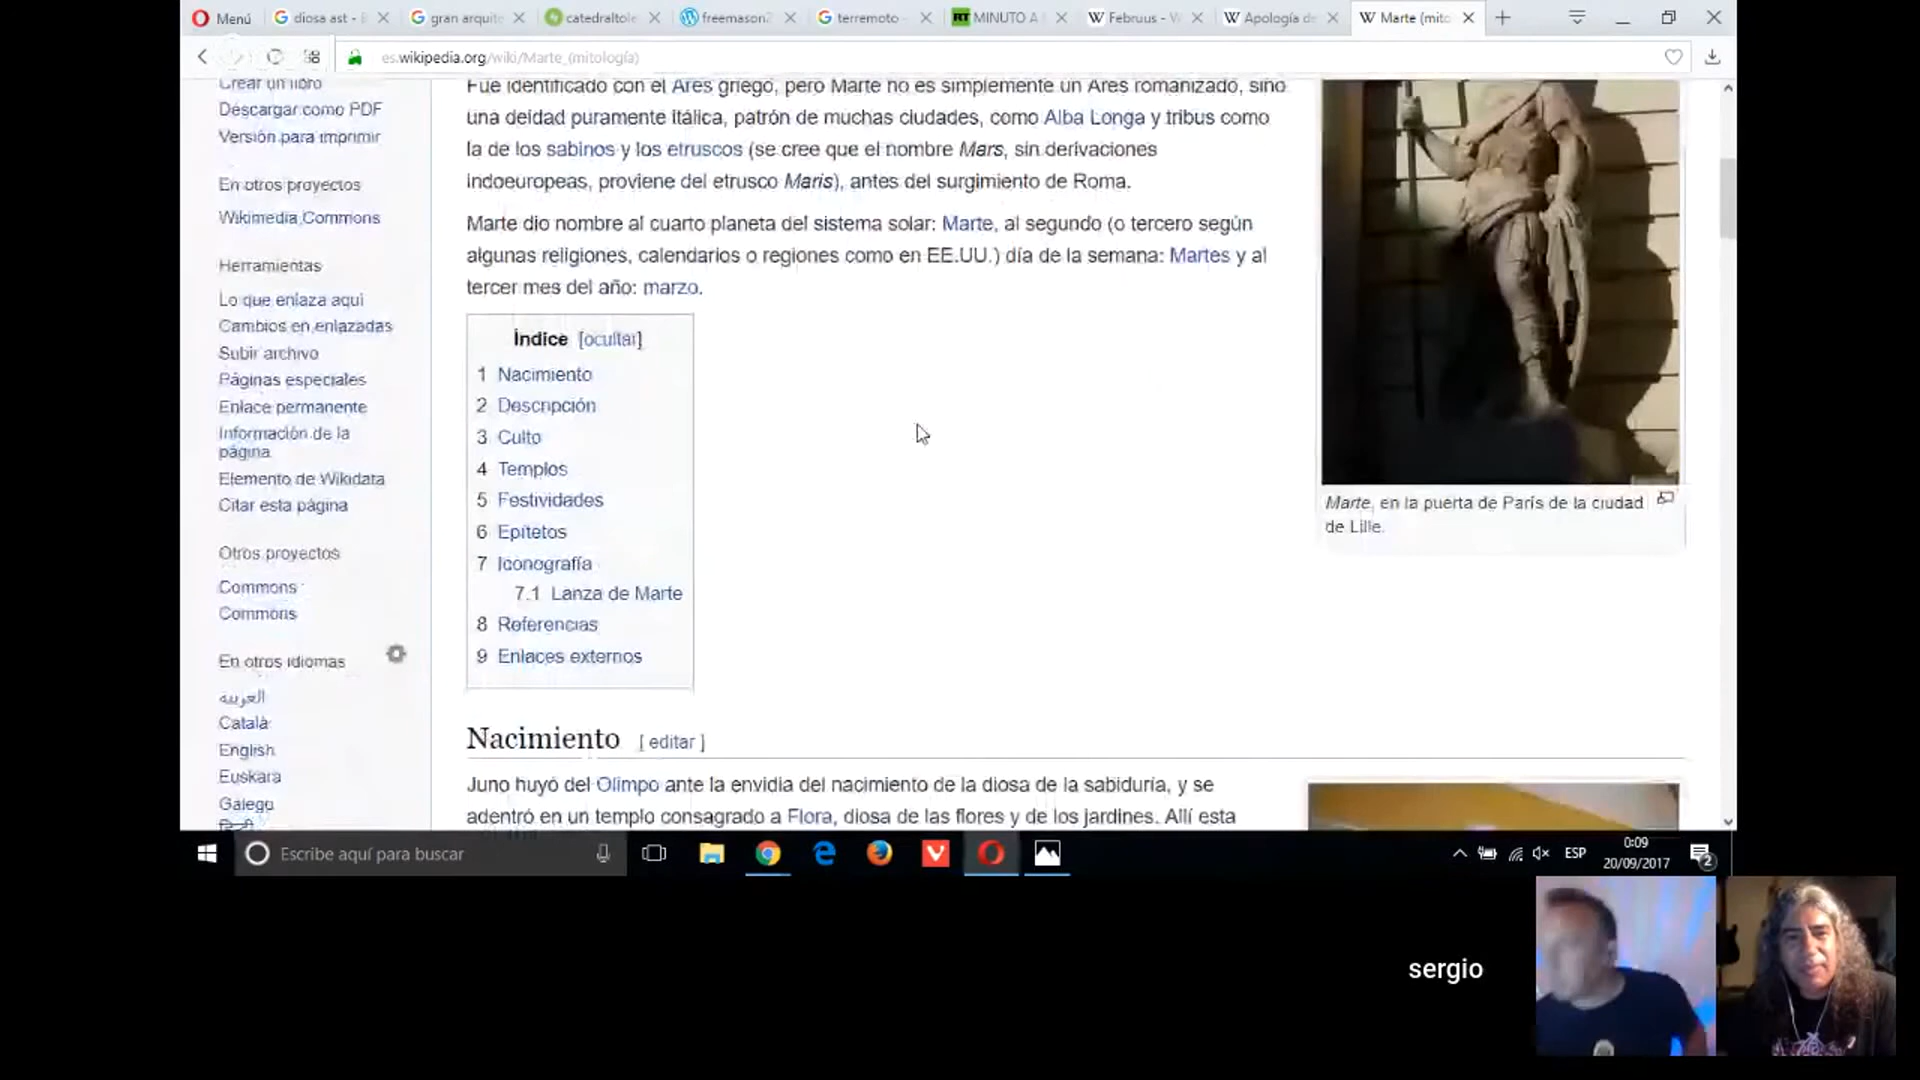 Menú
diosa ast - B
gran arquite
catedraltole
freemason2
terremoto -
RT MINUTO A
Februus - W
Apología de
Marte (mito
es.wikipedia.org/wiki/Marte_(mitología)
Crear un libro
Descargar como PDF
Versión para imprimir
En otros proyectos
Wikimedia Commons
Herramientas
Lo que enlaza aquí
Cambios en enlazadas
Subir archivo
Páginas especiales
Enlace permanente
Información de la
página
Elemento de Wikidata
Citar esta página
Otros proyectos
Commons
Commons
En otros idiomas
العربية
Català
English
Euskara
Galego
Fue identificado con el Ares griego, pero Marte no es simplemente un Ares romanizado, sino
una deidad puramente itálica, patrón de muchas ciudades, como Alba Longa y tribus como
la de los sabinos y los etruscos (se cree que el nombre Mars, sin derivaciones
indoeuropeas, proviene del etrusco Maris), antes del surgimiento de Roma.
Marte dio nombre al cuarto planeta del sistema solar: Marte, al segundo (o tercero según
algunas religiones, calendarios o regiones como en EE.UU.) día de la semana: Martes y al
tercer mes del año: marzo.
Índice [ocultar]
1 Nacimiento
2 Descripción
3 Culto
4 Templos
5 Festividades
6 Epítetos
7 Iconografía
7.1 Lanza de Marte
8 Referencias
9 Enlaces externos
Marte, en la puerta de París de la ciudad
de Lille.
Nacimiento [ editar ]
Juno huyó del Olimpo ante la envidia del nacimiento de la diosa de la sabiduría, y se
adentró en un templo consagrado a Flora, diosa de las flores y de los jardines. Allí esta
Escribe aquí para buscar
ESP
0:09
20/09/2017
2
sergio